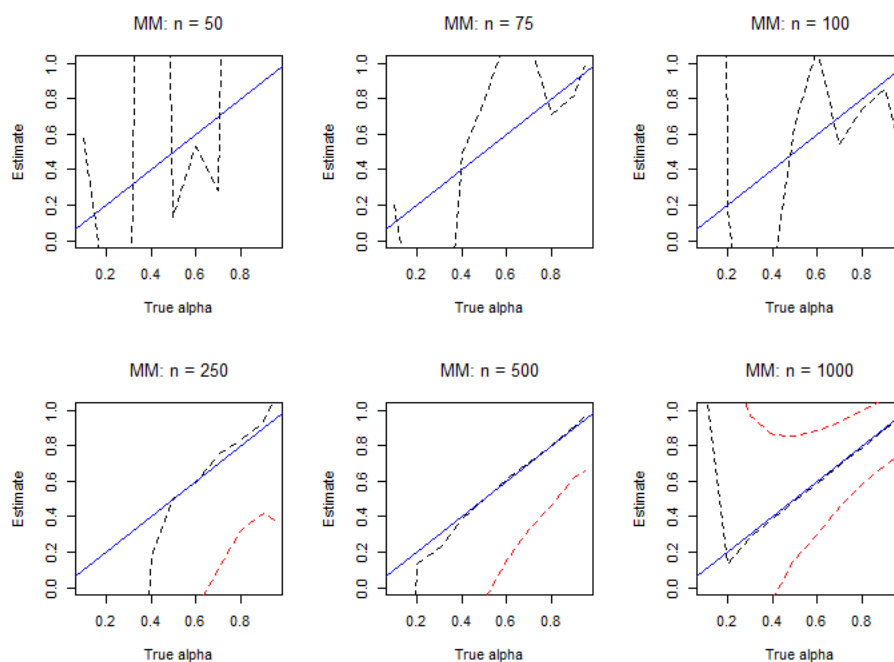 MM: n = 50
MM: n = 75
MM: n = 100
Estimate
0.0 0.2 0.4 0.6 0.8 1.0
0.2 0.4 0.6 0.8
True alpha
Estimate
0.0 0.2 0.4 0.6 0.8 1.0
0.2 0.4 0.6 0.8
True alpha
Estimate
0.0 0.2 0.4 0.6 0.8 1.0
0.2 0.4 0.6 0.8
True alpha
MM: n = 250
MM: n = 500
MM: n = 1000
Estimate
0.0 0.2 0.4 0.6 0.8 1.0
0.2 0.4 0.6 0.8
True alpha
Estimate
0.0 0.2 0.4 0.6 0.8 1.0
0.2 0.4 0.6 0.8
True alpha
Estimate
0.0 0.2 0.4 0.6 0.8 1.0
0.2 0.4 0.6 0.8
True alpha